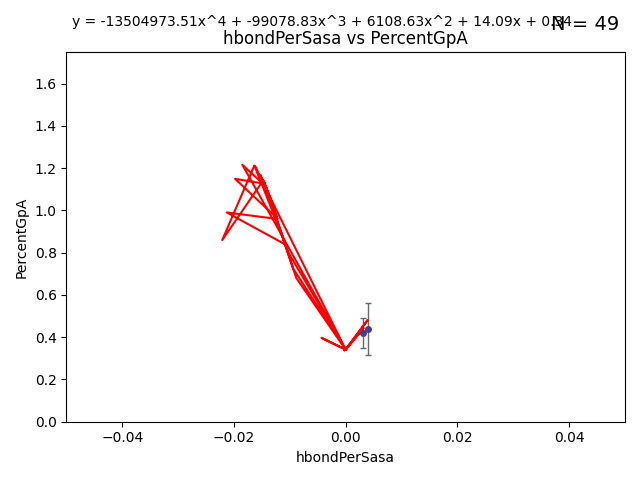 y = -13504973.51x^4 + -99078.83x^3 + 6108.63x^2 + 14.09x + 0.34
N = 49
hbondPerSasa vs PercentGpA
PercentGpA
1.6
1.4
1.2
1.0
0.8
0.6
0.4
0.2
0.0
−0.04 −0.02 0.00 0.02 0.04
hbondPerSasa